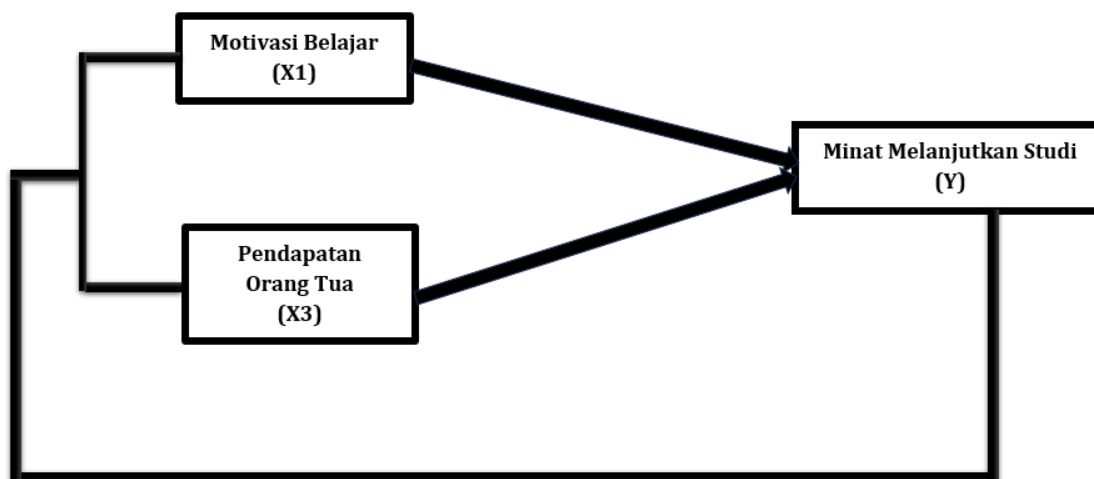 Motivasi Belajar
(X1)
Minat Melanjutkan Studi
(Y)
Pendapatan
Orang Tua
(X3)